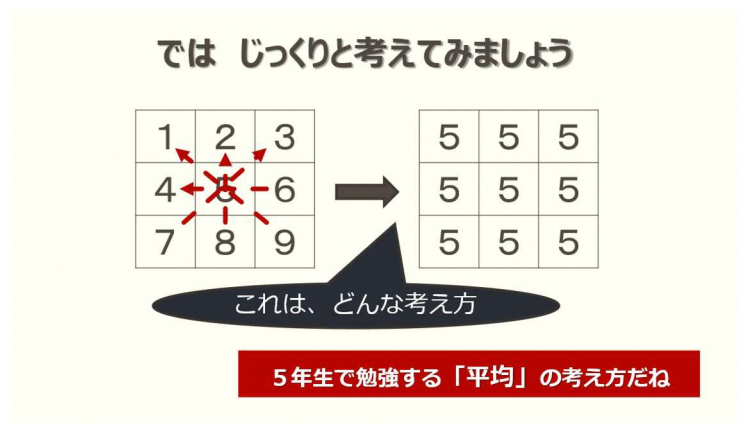 では じっくりと考えてみましょう
1 2 3 5 5 5
4 5 6 5 5 5
7 8 9 5 5 5
これは、どんな考え方
５年生で勉強する「平均」の考え方だね